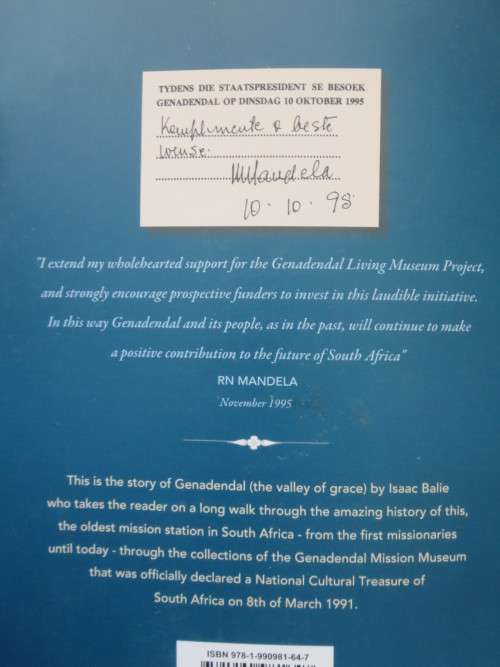 TYDENS DIE STAATSPRESIDENT SE BESOEK
GENADENDAL OP DINSDAG 10 OKTOBER 1995
Komplimente & beste
wense.
NMandela
10. 10. 95
"I extend my wholehearted support for the Genadendal Living Museum Project,
and strongly encourage prospective funders to invest in this laudible initiative.
In this way Genadendal and its people, as in the past, will continue to make
a positive contribution to the future of South Africa"
RN MANDELA
November 1995
This is the story of Genadendal (the valley of grace) by Isaac Balie
who takes the reader on a long walk through the amazing history of this,
the oldest mission station in South Africa - from the first missionaries
until today - through the collections of the Genadendal Mission Museum
that was officially declared a National Cultural Treasure of
South Africa on 8th of March 1991.
ISBN 978-1-990981-64-7